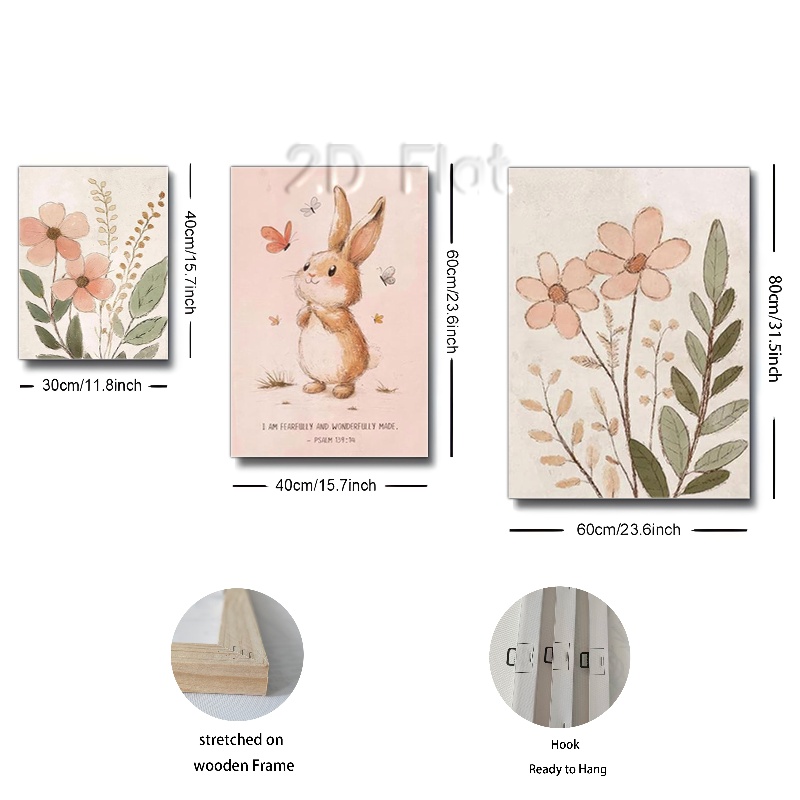 2D Flat
40cm/15.7inch
30cm/11.8inch
I AM FEARFULLY AND WONDERFULLY MADE.
- PSALM 139:14
60cm/23.6inch
40cm/15.7inch
80cm/31.5inch
60cm/23.6inch
stretched on
wooden Frame
Hook
Ready to Hang